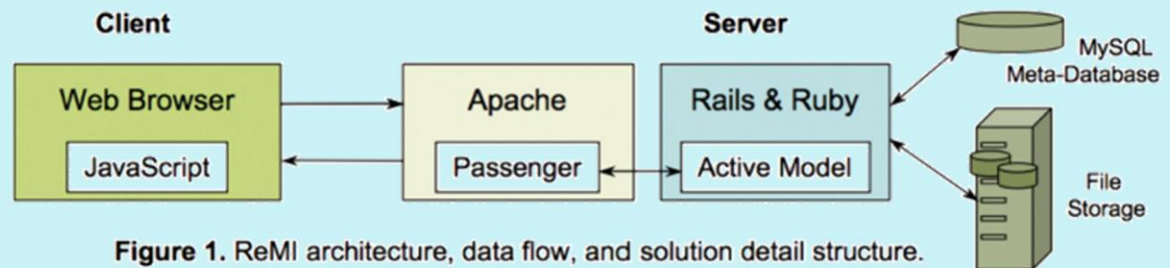 Client
Server
Web Browser
JavaScript
Apache
Passenger
Rails & Ruby
Active Model
MySQL
Meta-Database
File
Storage
Figure 1. ReMI architecture, data flow, and solution detail structure.